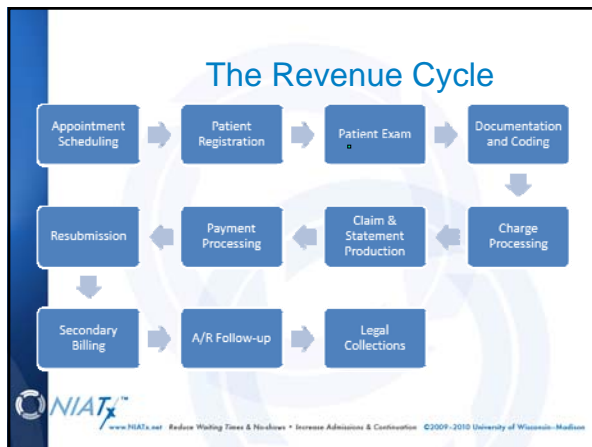 The Revenue Cycle
Appointment
Scheduling
Patient
Registration
Patient Exam
Documentation
and Coding
Resubmission
Payment
Processing
Claim &
Statement
Production
Charge
Processing
Secondary
Billing
A/R Follow-up
Legal
Collections
NIATx™
www.NIATx.net Reduce Waiting Times & No-shows • Increase Admissions & Continuation ©2009-2010 University of Wisconsin-Madison